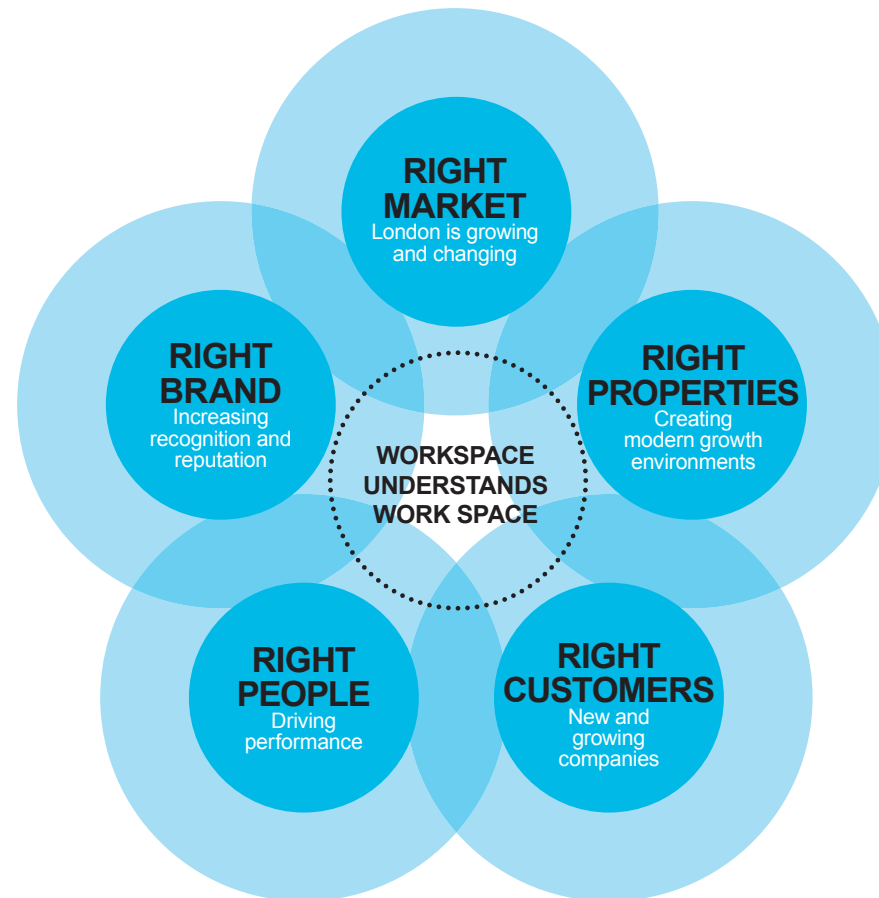 RIGHT
MARKET
London is growing
and changing
RIGHT
BRAND
Increasing
recognition and
reputation
RIGHT
PROPERTIES
Creating
modern growth
environments
WORKSPACE
UNDERSTANDS
WORK SPACE
RIGHT
PEOPLE
Driving
performance
RIGHT
CUSTOMERS
New and
growing
companies